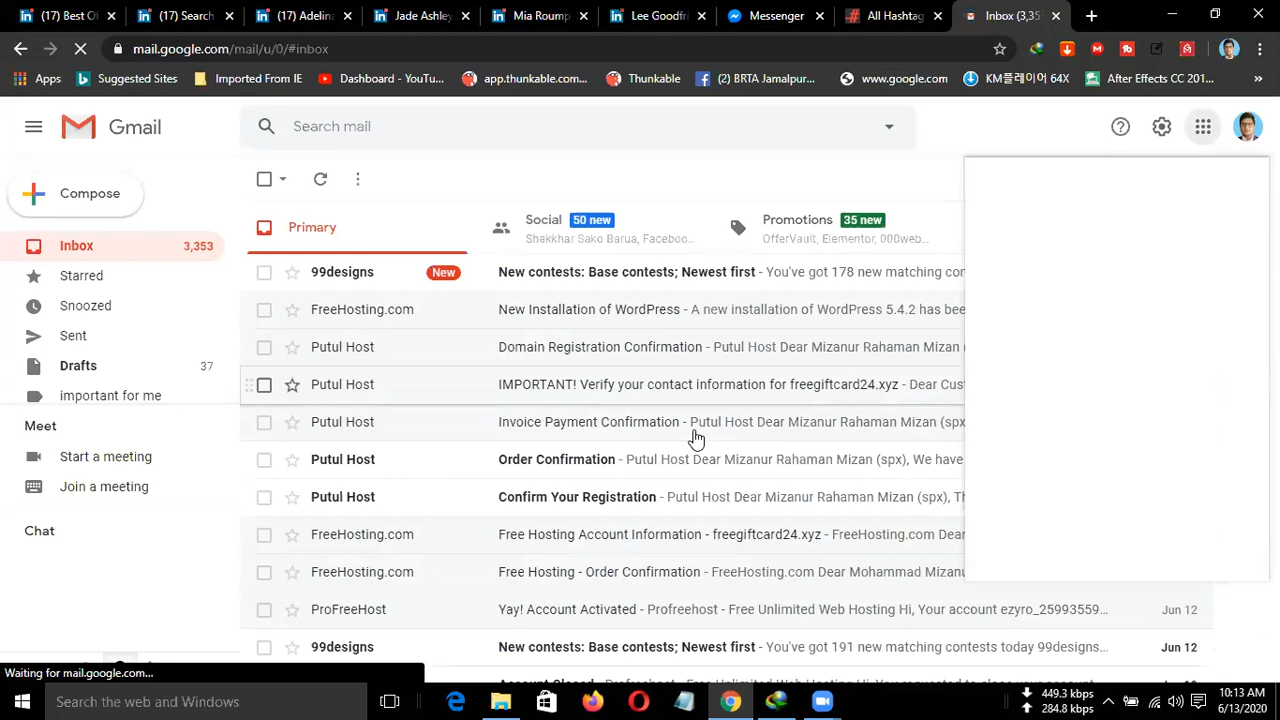 (17) Best O
(17) Search
(17) Adelina
Jade Ashley
Mia Roump
Lee Goodfri
Messenger
All Hashtag
Inbox (3,35
mail.google.com/mail/u/0/#inbox
Apps
Suggested Sites
Imported From IE
Dashboard - YouTu...
app.thunkable.com...
Thunkable
(2) BRTA Jamalpur...
www.google.com
KM플레이어 64X
After Effects CC 201...
Gmail
Search mail
Compose
Inbox 3,353
Starred
Snoozed
Sent
Drafts 37
important for me
Meet
Start a meeting
Join a meeting
Chat
Primary
Social 50 new
Shakkhar Sako Barua, Faceboo...
Promotions 35 new
OfferVault, Elementor, 000web...
99designs New New contests: Base contests; Newest first - You've got 178 new matching con
FreeHosting.com New Installation of WordPress - A new installation of WordPress 5.4.2 has bee
Putul Host Domain Registration Confirmation - Putul Host Dear Mizanur Rahaman Mizan (
Putul Host IMPORTANT! Verify your contact information for freegiftcard24.xyz - Dear Cust
Putul Host Invoice Payment Confirmation - Putul Host Dear Mizanur Rahaman Mizan (spx
Putul Host Order Confirmation - Putul Host Dear Mizanur Rahaman Mizan (spx), We have
Putul Host Confirm Your Registration - Putul Host Dear Mizanur Rahaman Mizan (spx), Th
FreeHosting.com Free Hosting Account Information - freegiftcard24.xyz - FreeHosting.com Dear
FreeHosting.com Free Hosting - Order Confirmation - FreeHosting.com Dear Mohammad Mizanu
ProFreeHost Yay! Account Activated - Profreehost - Free Unlimited Web Hosting Hi, Your account ezyro_25993559... Jun 12
99designs New contests: Base contests; Newest first - You've got 191 new matching contests today 99designs... Jun 12
Waiting for mail.google.com...
Search the web and Windows
449.3 kbps
284.8 kbps
10:13 AM
6/13/2020